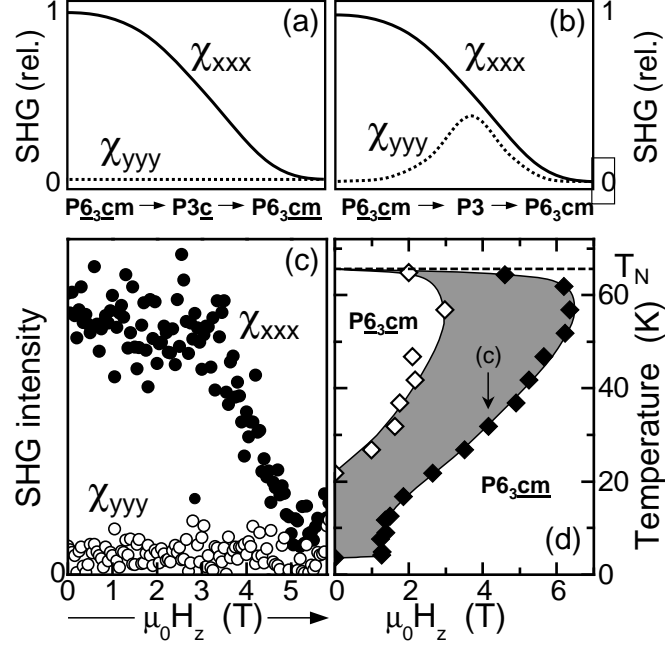 1 (a) (b) 1
SHG (rel.) χxxx χxxx SHG (rel.)
χyyy χyyy
0 0
P6₃cm → P3c → P6₃cm P6₃cm → P3 → P6₃cm
(c) TN
χxxx P6₃cm 60
SHG intensity (c) Temperature (K)
40
χyyy P6₃cm 20
(d)
0 0
0 1 2 3 4 5 0 2 4 6
μ₀Hz (T) μ₀Hz (T)